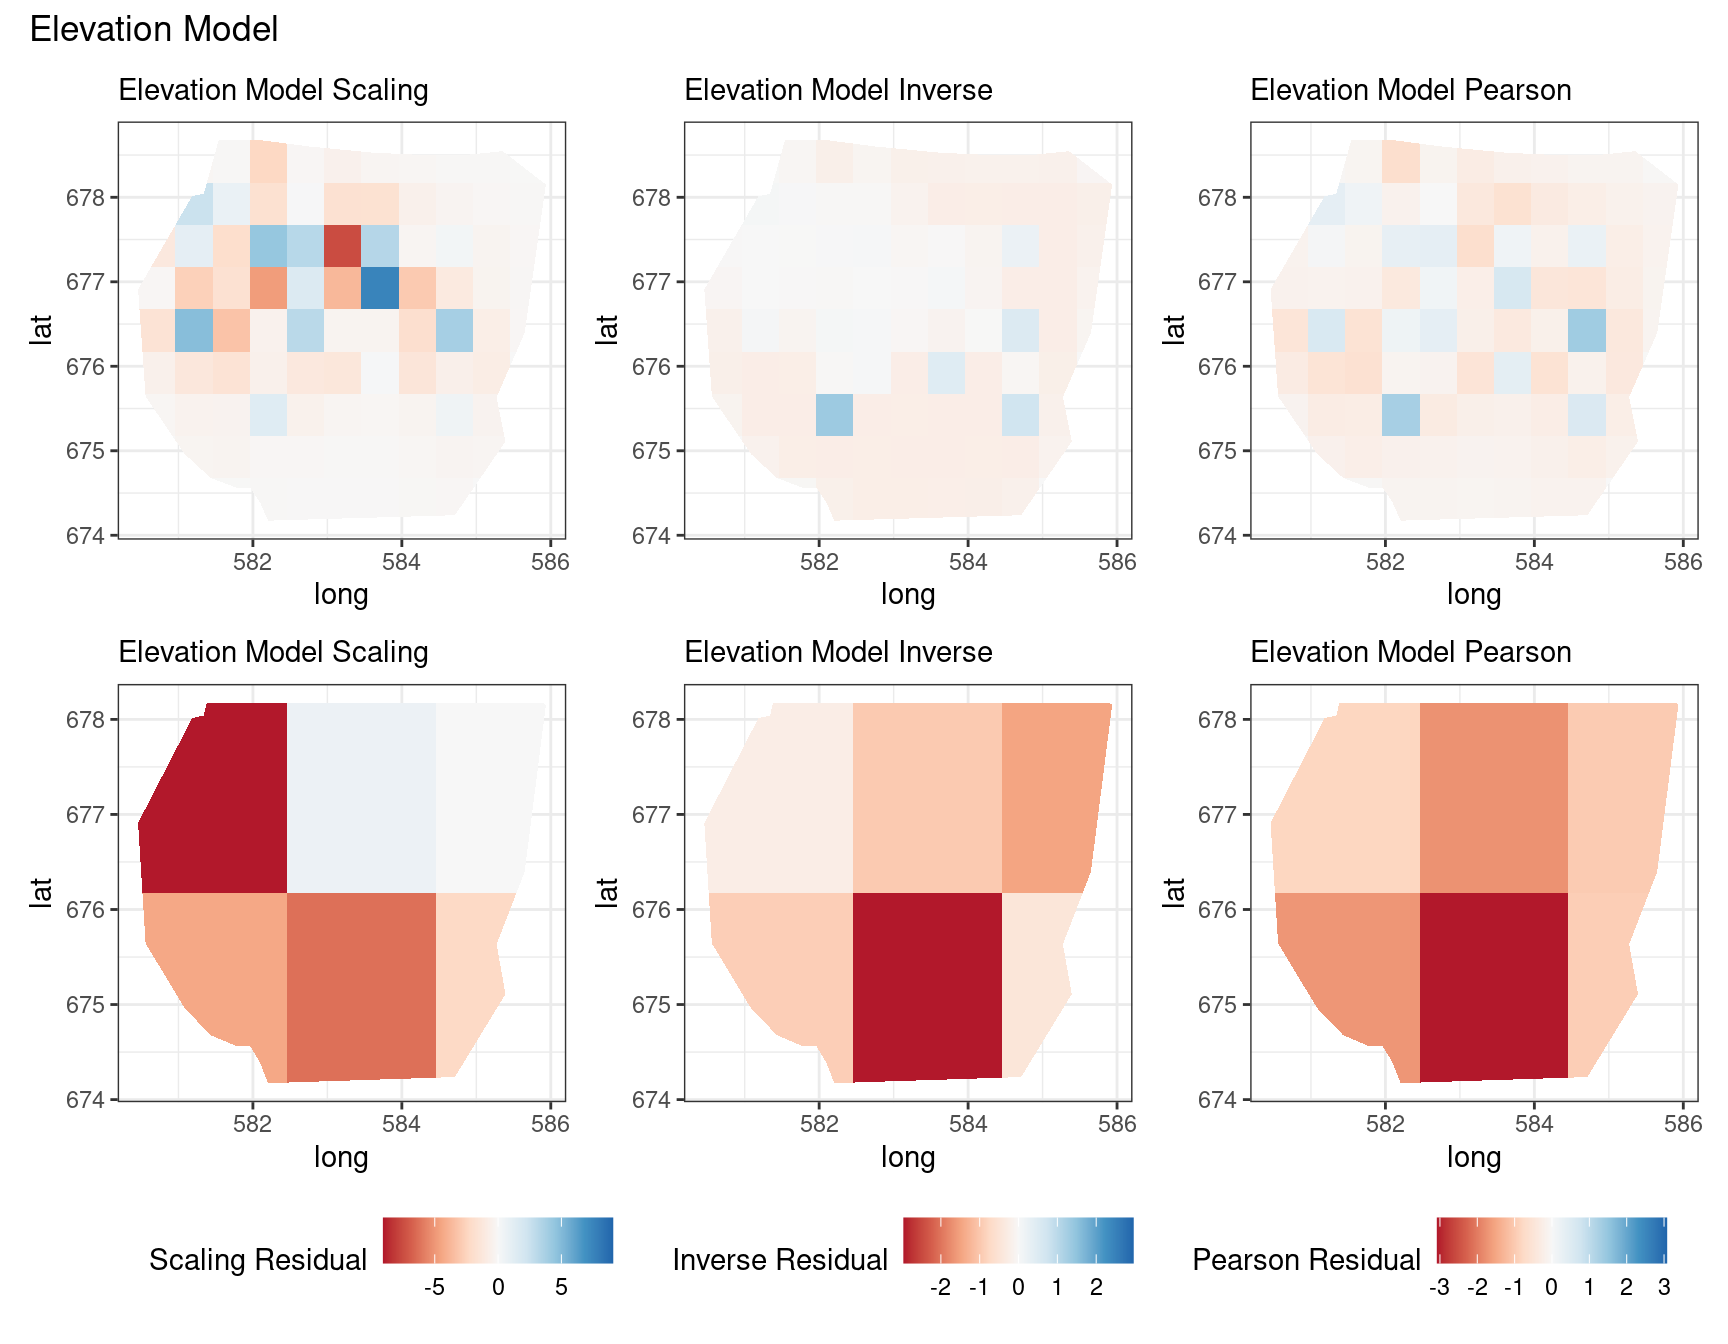 Elevation Model
Elevation Model Scaling
Elevation Model Inverse
Elevation Model Pearson
678
677
676
675
674
lat
582
584
586
long
678
677
676
675
674
lat
582
584
586
long
678
677
676
675
674
lat
582
584
586
long
Elevation Model Scaling
Elevation Model Inverse
Elevation Model Pearson
678
677
676
675
674
lat
582
584
586
long
678
677
676
675
674
lat
582
584
586
long
678
677
676
675
674
lat
582
584
586
long
Scaling Residual
-5 0 5
Inverse Residual
-2 -1 0 1 2
Pearson Residual
-3 -2 -1 0 1 2 3